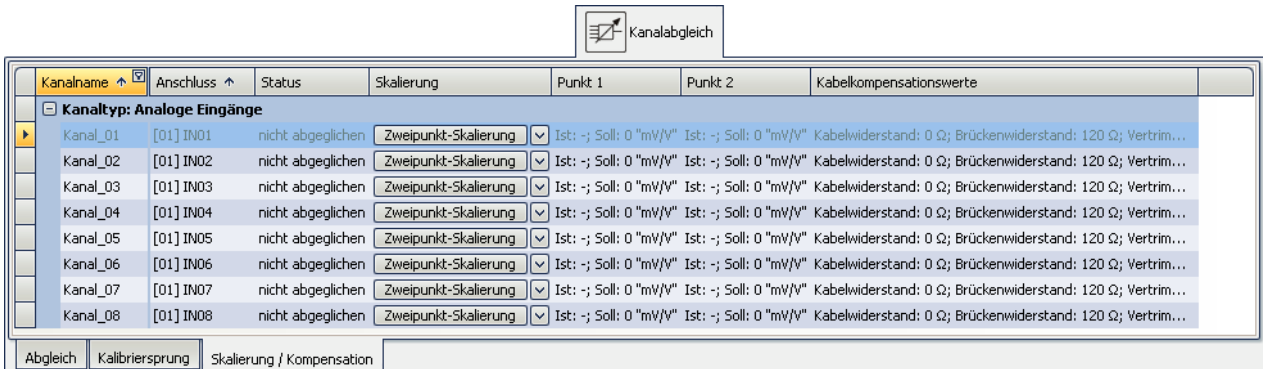 Kanalabgleich
Kanalname Anschluss Status Skalierung Punkt 1 Punkt 2 Kabelkompensationswerte
Kanaltyp: Analoge Eingänge
Kanal_01 [01] IN01 nicht abgeglichen Zweipunkt-Skalierung Ist: -; Soll: 0 "mV/V" Ist: -; Soll: 0 "mV/V" Kabelwiderstand: 0 Ω; Brückenwiderstand: 120 Ω; Vertrim...
Kanal_02 [01] IN02 nicht abgeglichen Zweipunkt-Skalierung Ist: -; Soll: 0 "mV/V" Ist: -; Soll: 0 "mV/V" Kabelwiderstand: 0 Ω; Brückenwiderstand: 120 Ω; Vertrim...
Kanal_03 [01] IN03 nicht abgeglichen Zweipunkt-Skalierung Ist: -; Soll: 0 "mV/V" Ist: -; Soll: 0 "mV/V" Kabelwiderstand: 0 Ω; Brückenwiderstand: 120 Ω; Vertrim...
Kanal_04 [01] IN04 nicht abgeglichen Zweipunkt-Skalierung Ist: -; Soll: 0 "mV/V" Ist: -; Soll: 0 "mV/V" Kabelwiderstand: 0 Ω; Brückenwiderstand: 120 Ω; Vertrim...
Kanal_05 [01] IN05 nicht abgeglichen Zweipunkt-Skalierung Ist: -; Soll: 0 "mV/V" Ist: -; Soll: 0 "mV/V" Kabelwiderstand: 0 Ω; Brückenwiderstand: 120 Ω; Vertrim...
Kanal_06 [01] IN06 nicht abgeglichen Zweipunkt-Skalierung Ist: -; Soll: 0 "mV/V" Ist: -; Soll: 0 "mV/V" Kabelwiderstand: 0 Ω; Brückenwiderstand: 120 Ω; Vertrim...
Kanal_07 [01] IN07 nicht abgeglichen Zweipunkt-Skalierung Ist: -; Soll: 0 "mV/V" Ist: -; Soll: 0 "mV/V" Kabelwiderstand: 0 Ω; Brückenwiderstand: 120 Ω; Vertrim...
Kanal_08 [01] IN08 nicht abgeglichen Zweipunkt-Skalierung Ist: -; Soll: 0 "mV/V" Ist: -; Soll: 0 "mV/V" Kabelwiderstand: 0 Ω; Brückenwiderstand: 120 Ω; Vertrim...
Abgleich Kalibriersprung Skalierung / Kompensation